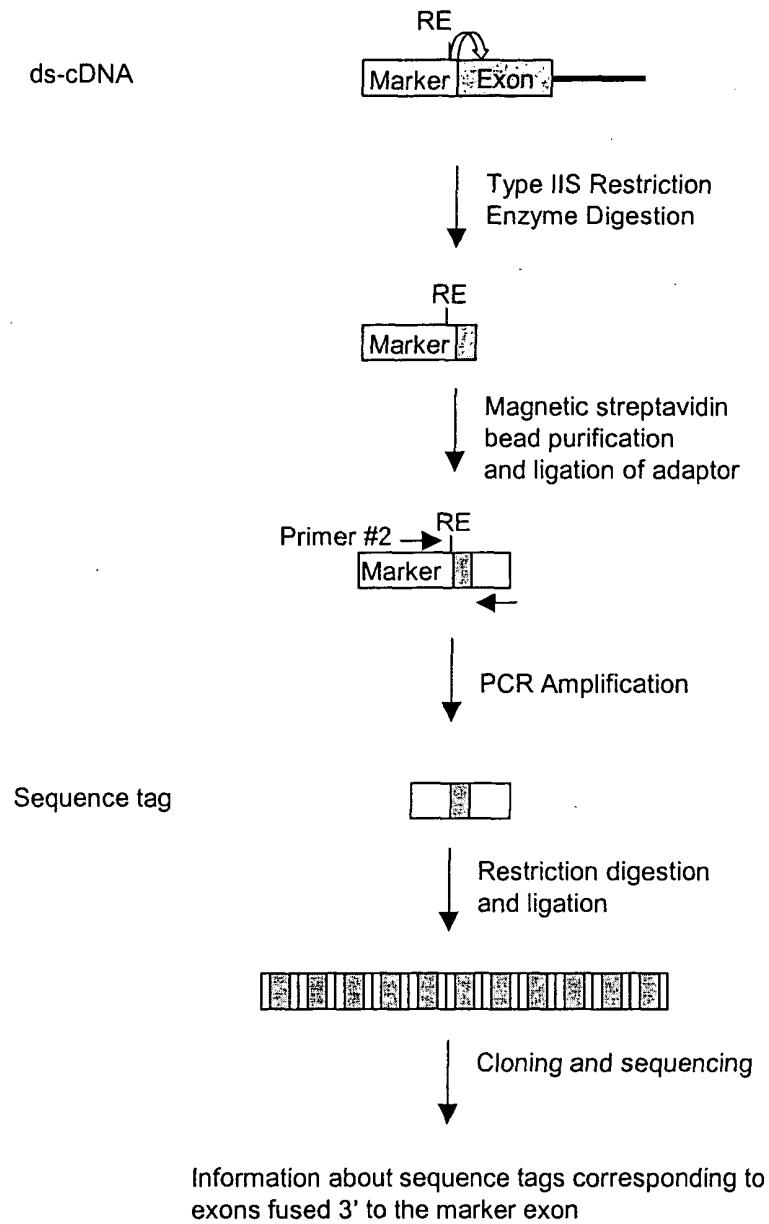 RE
ds-cDNA
Marker Exon
Type IIS Restriction
Enzyme Digestion
RE
Marker
Magnetic streptavidin
bead purification
and ligation of adaptor
Primer #2 RE
Marker
PCR Amplification
Sequence tag
Restriction digestion
and ligation
Cloning and sequencing
Information about sequence tags corresponding to
exons fused 3' to the marker exon